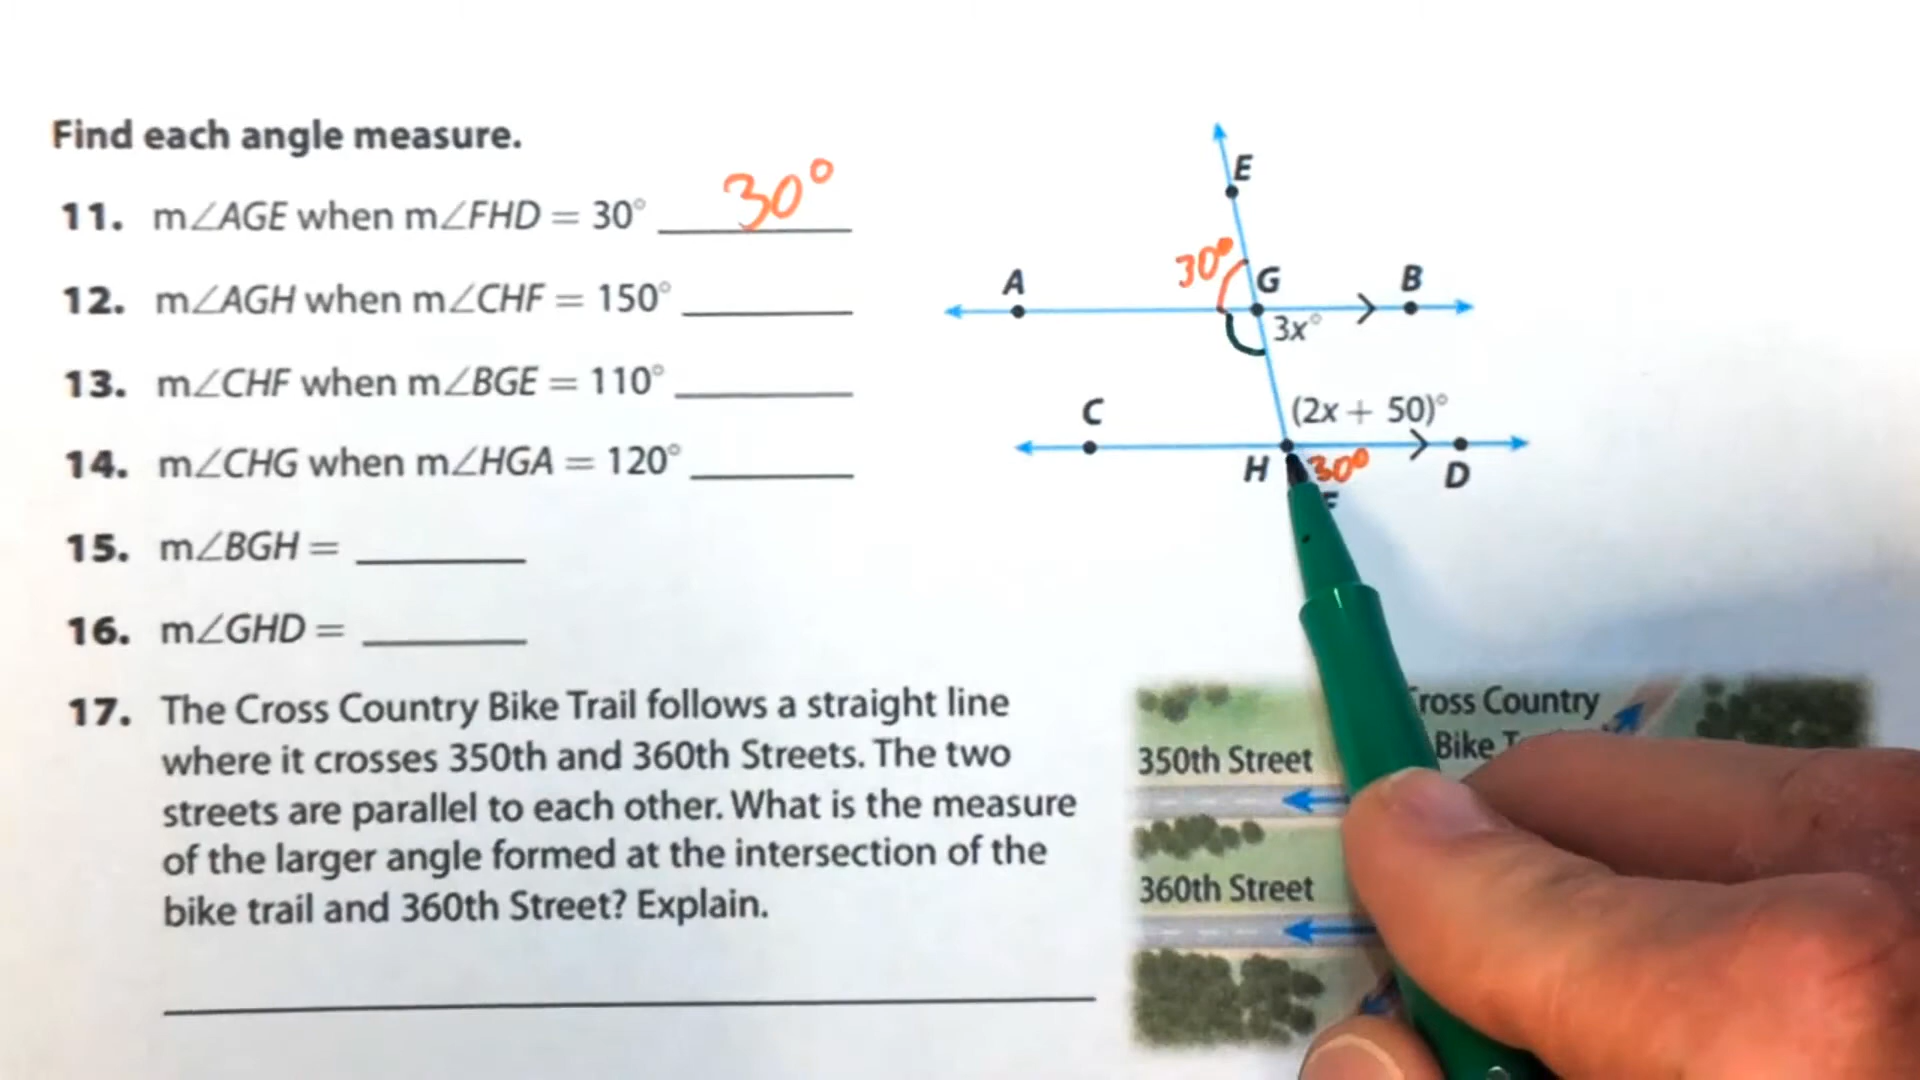 Find each angle measure.
11. m∠AGE when m∠FHD = 30° 30°
12. m∠AGH when m∠CHF = 150°
13. m∠CHF when m∠BGE = 110°
14. m∠CHG when m∠HGA = 120°
15. m∠BGH =
16. m∠GHD =
17. The Cross Country Bike Trail follows a straight line
where it crosses 350th and 360th Streets. The two
streets are parallel to each other. What is the measure
of the larger angle formed at the intersection of the
bike trail and 360th Street? Explain.
E
30°
A G B
3x°
C (2x + 50)°
H 30° D
Country
350th Street Bike
360th Street